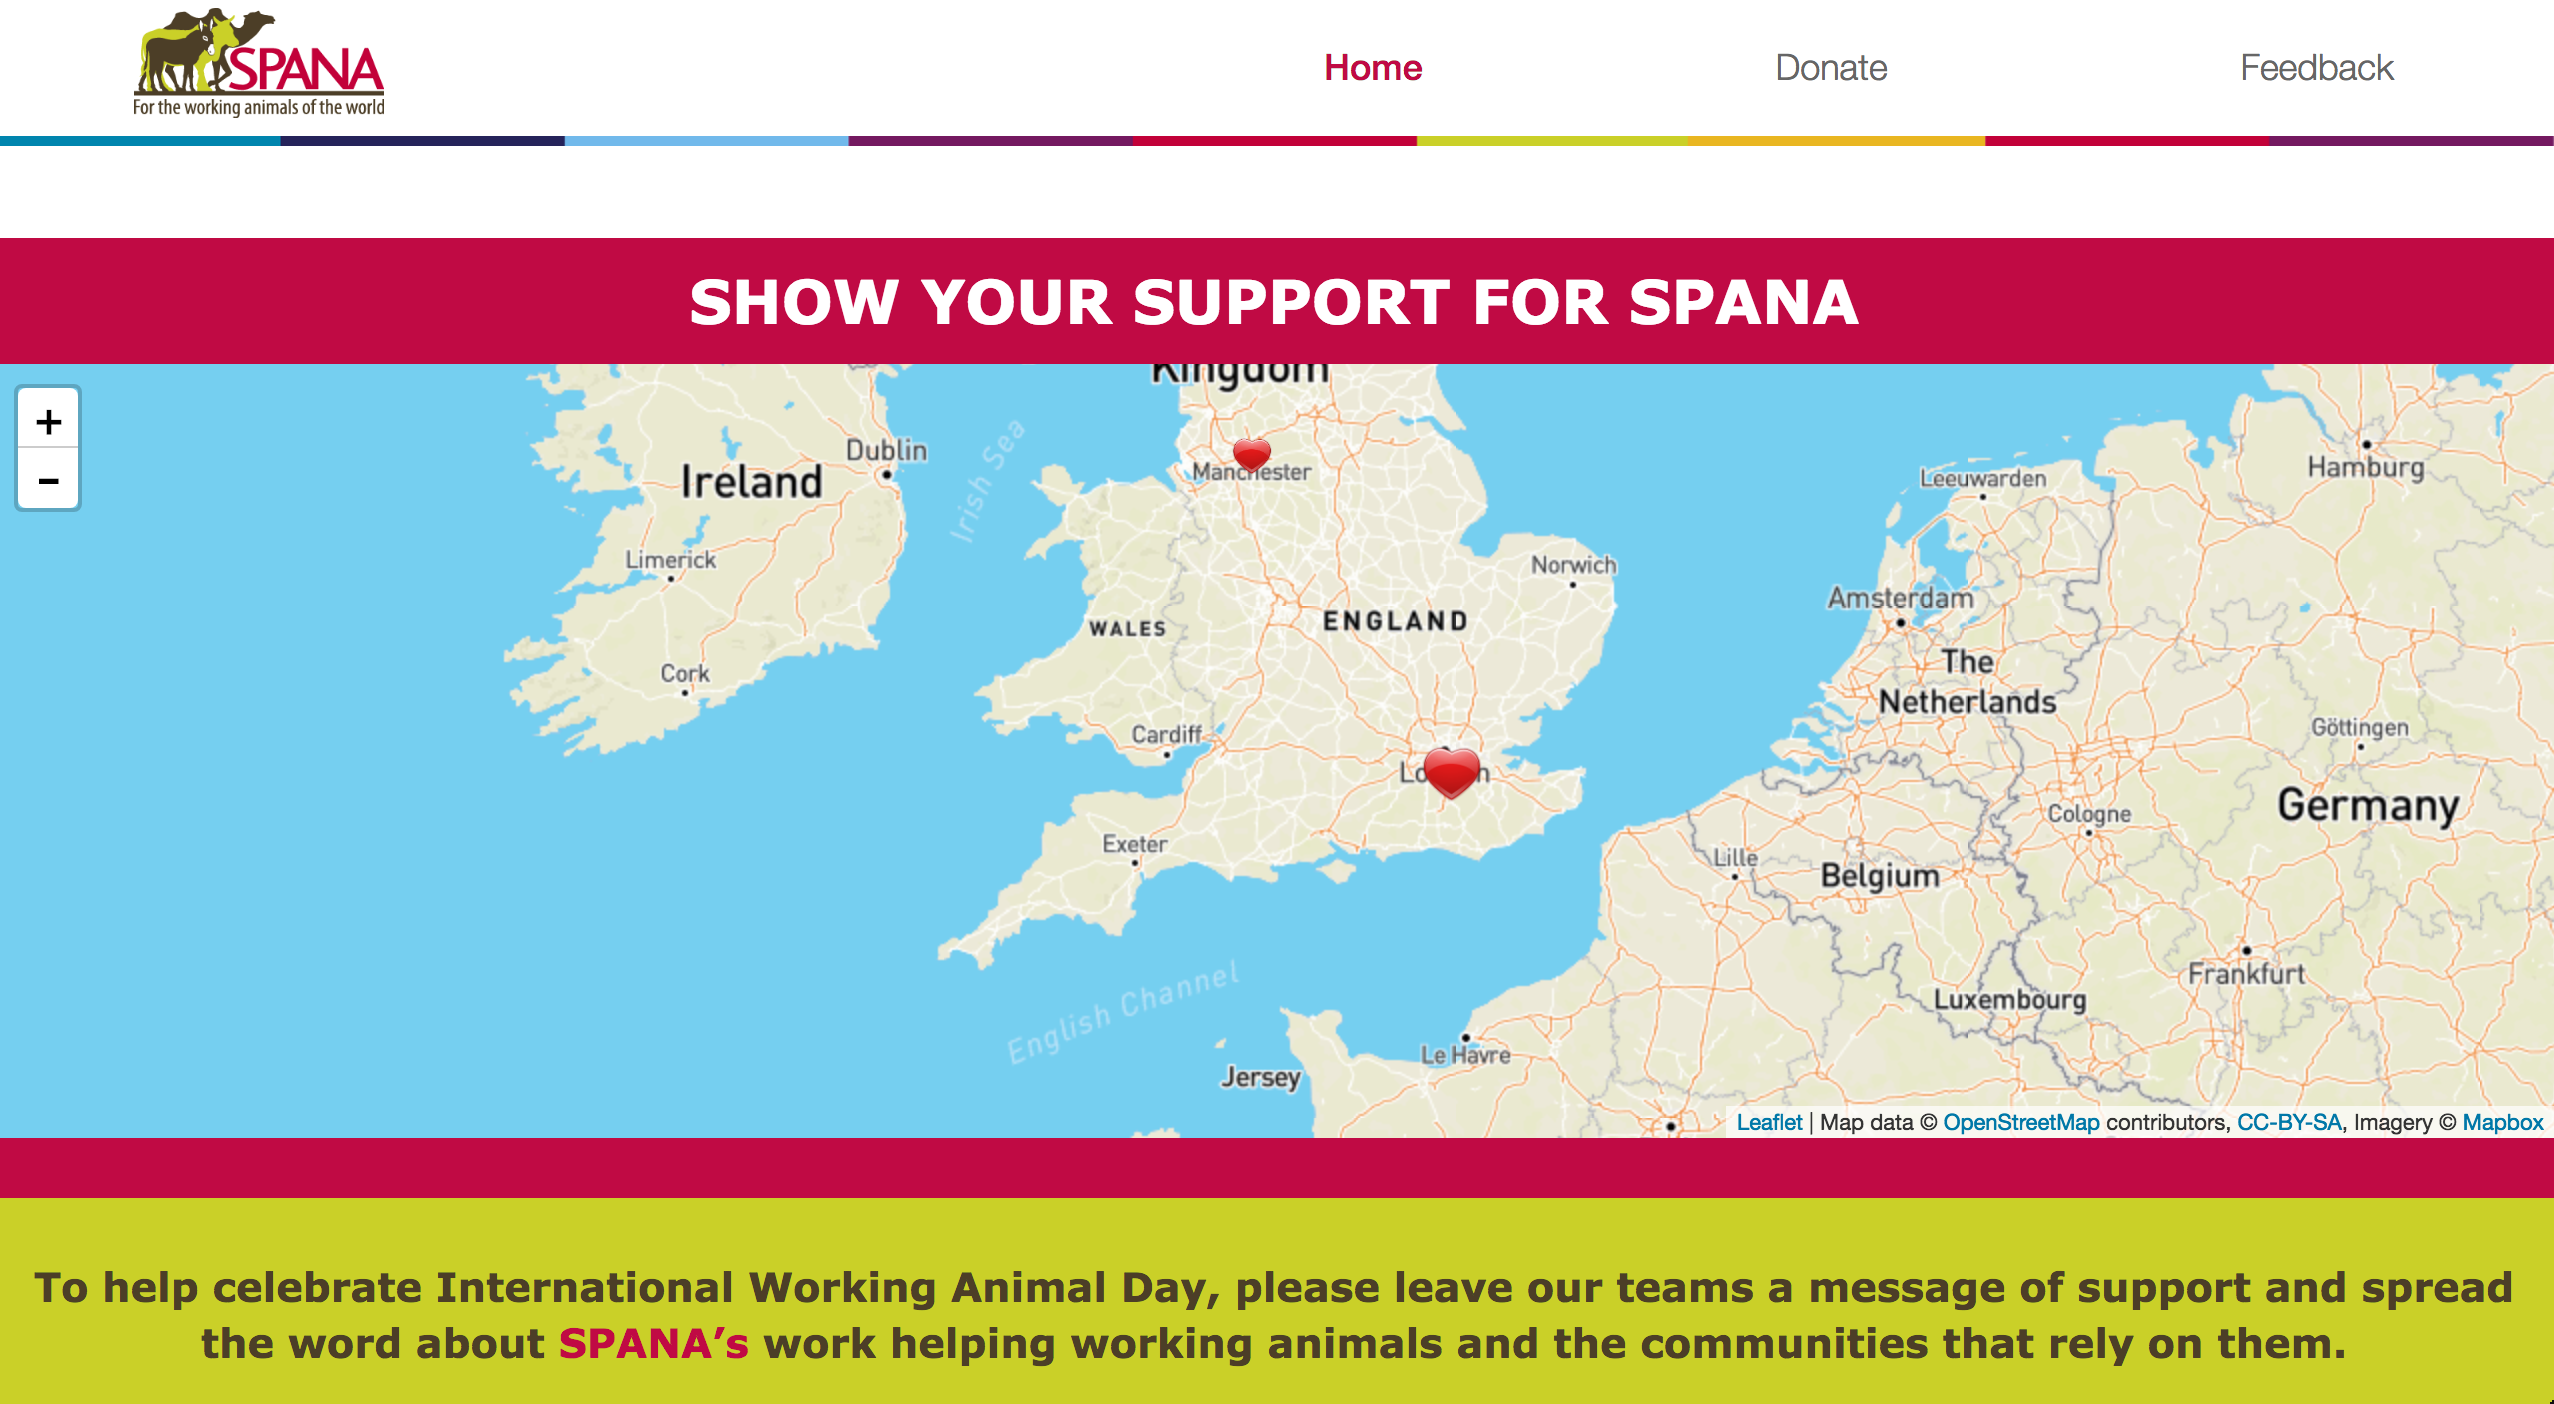 SPANA
For the working animals of the world
Home Donate Feedback
SHOW YOUR SUPPORT FOR SPANA
+
-
Kingdom
Dublin
Ireland
Irish Sea
Manchester
Limerick
Cork
Norwich
ENGLAND
WALES
Cardiff
London
Exeter
English Channel
Jersey
Le Havre
Leeuwarden
Hamburg
Amsterdam
The
Netherlands
Göttingen
Cologne
Germany
Lille
Belgium
Frankfurt
Luxembourg
Leaflet | Map data © OpenStreetMap contributors, CC-BY-SA, Imagery © Mapbox
To help celebrate International Working Animal Day, please leave our teams a message of support and spread
the word about SPANA’s work helping working animals and the communities that rely on them.